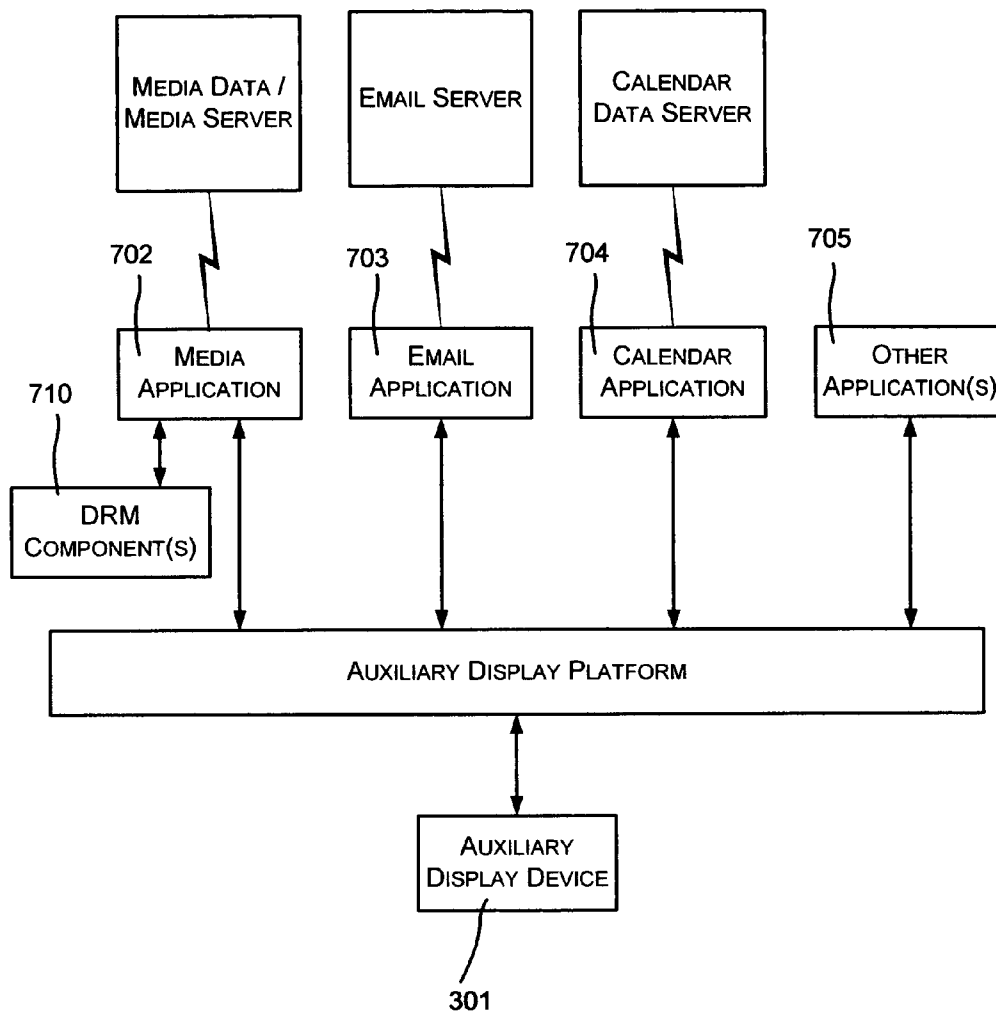 MEDIA DATA /
MEDIA SERVER
EMAIL SERVER
CALENDAR
DATA SERVER
702
703
704
705
MEDIA
APPLICATION
EMAIL
APPLICATION
CALENDAR
APPLICATION
OTHER
APPLICATION(S)
710
DRM
COMPONENT(S)
AUXILIARY DISPLAY PLATFORM
AUXILIARY
DISPLAY DEVICE
301